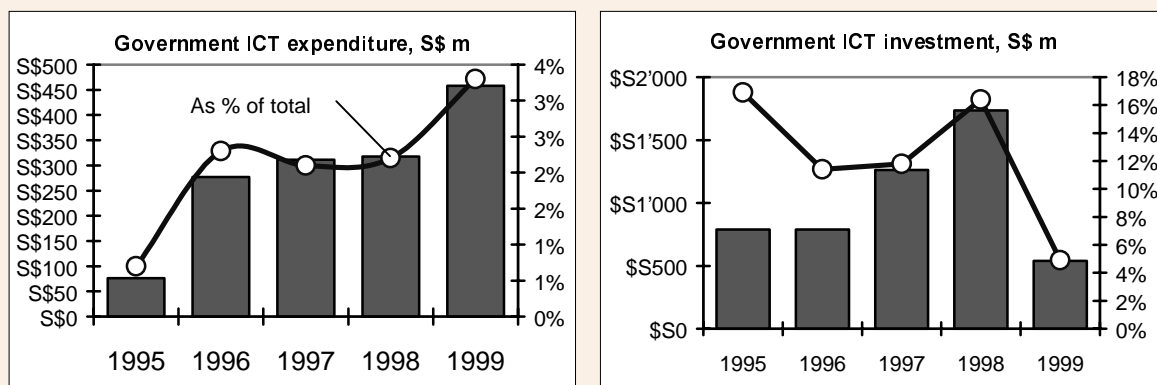 Government ICT expenditure, S$ m
S$500
S$450
S$400
S$350
S$300
S$250
S$200
S$150
S$100
S$50
S$0
As % of total
4%
3%
3%
2%
2%
1%
1%
0%
1995 1996 1997 1998 1999
Government ICT investment, S$ m
$S2'000
$S1'500
$S1'000
$S500
$S0
18%
16%
14%
12%
10%
8%
6%
4%
2%
0%
1995 1996 1997 1998 1999